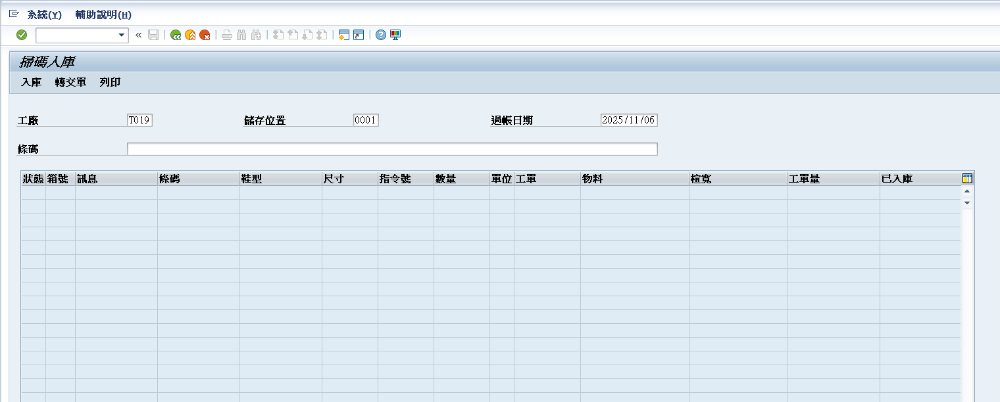 系統(Y) 輔助說明(H)
掃碼入庫
入庫 轉交單 列印
工廠 T019 儲存位置 0001 過帳日期 2025/11/06
條碼
狀態 箱號 訊息 條碼 鞋型 尺寸 指令號 數量 單位 工單 物料 楦寬 工單量 已入庫